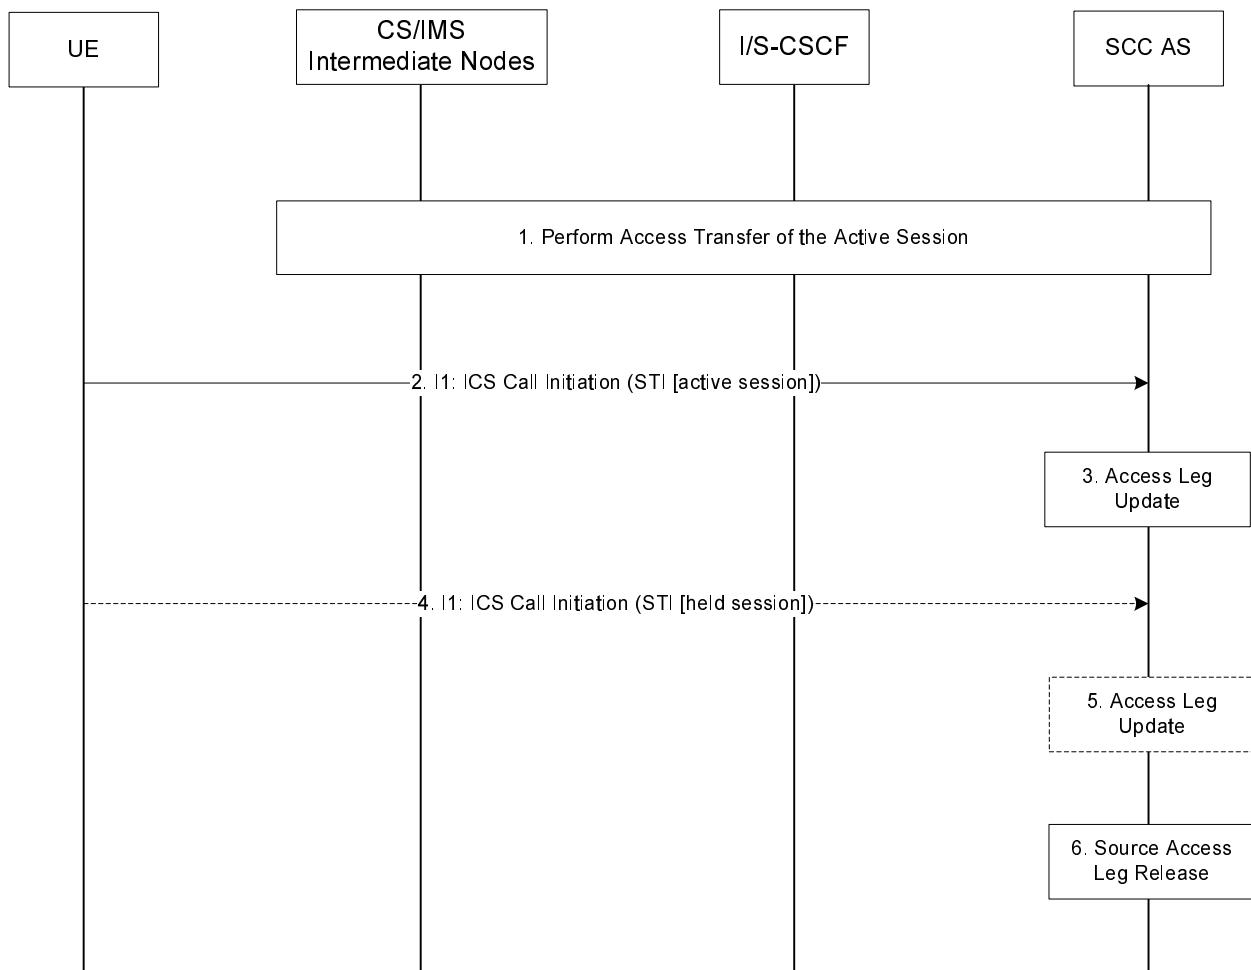 UE
CS/IMS
Intermediate Nodes
I/S-CSCF
SCC AS
1. Perform Access Transfer of the Active Session
2. I1: ICS Call Initiation (STI [active session])
3. Access Leg
Update
4. I1: ICS Call Initiation (STI [held session])
5. Access Leg
Update
6. Source Access
Leg Release